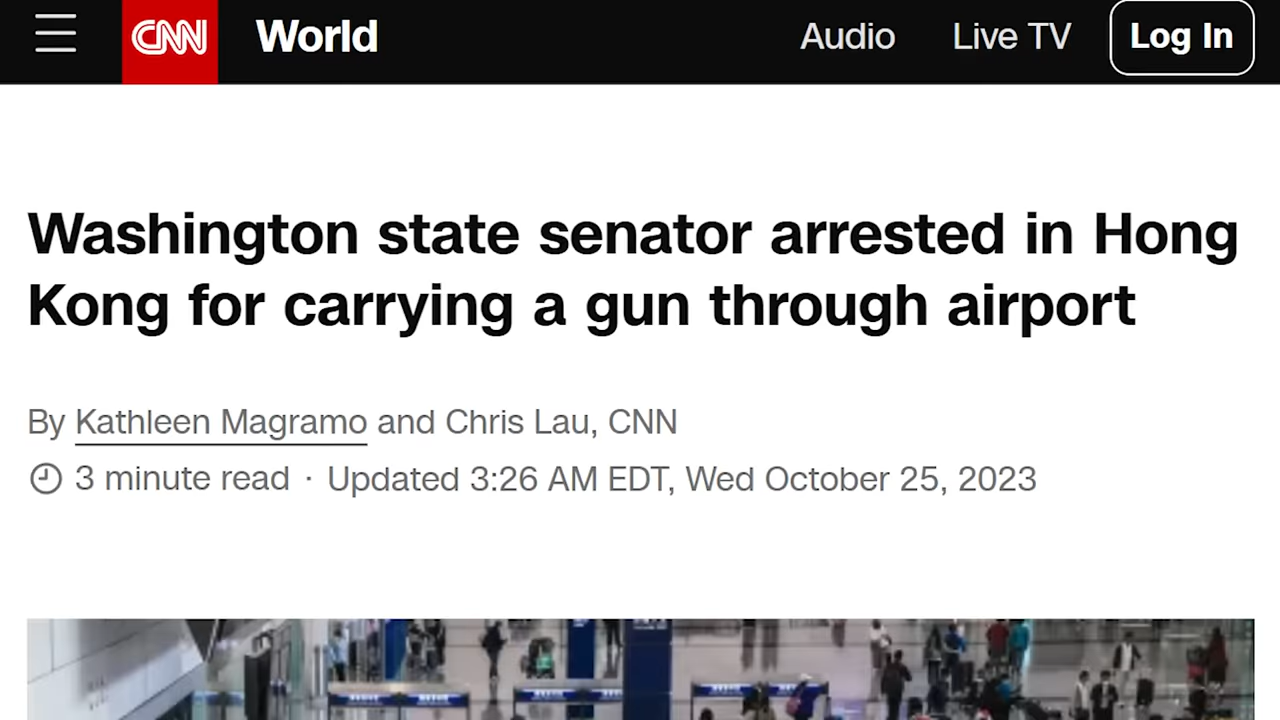 CNN World Audio Live TV Log In
Washington state senator arrested in Hong
Kong for carrying a gun through airport
By Kathleen Magramo and Chris Lau, CNN
3 minute read · Updated 3:26 AM EDT, Wed October 25, 2023